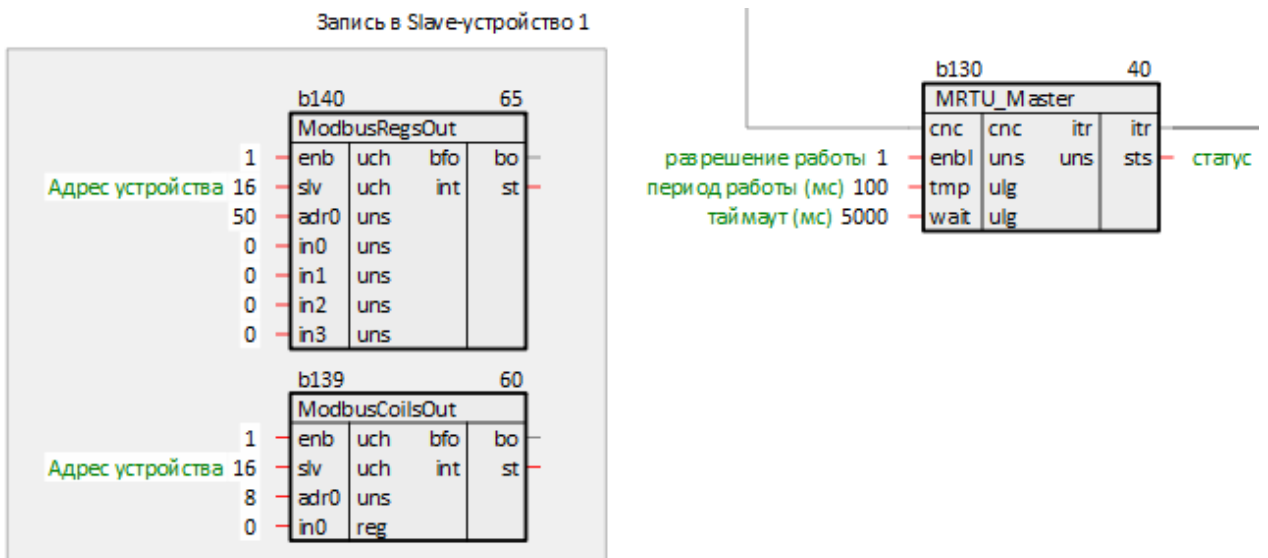 Запись в Slave-устройство 1
b140 65
ModbusRegsOut
1 enb uch bfo bo
Адрес устройства 16 slv uch int st
50 adr0 uns
0 in0 uns
0 in1 uns
0 in2 uns
0 in3 uns
b139 60
ModbusCoilsOut
1 enb uch bfo bo
Адрес устройства 16 slv uch int st
8 adr0 uns
0 in0 reg
b130 40
MRTU_Master
cnc cnc itr itr
разрешение работы 1 enbl uns uns sts статус
период работы (мс) 100 tmp ulg
таймаут (мс) 5000 wait ulg